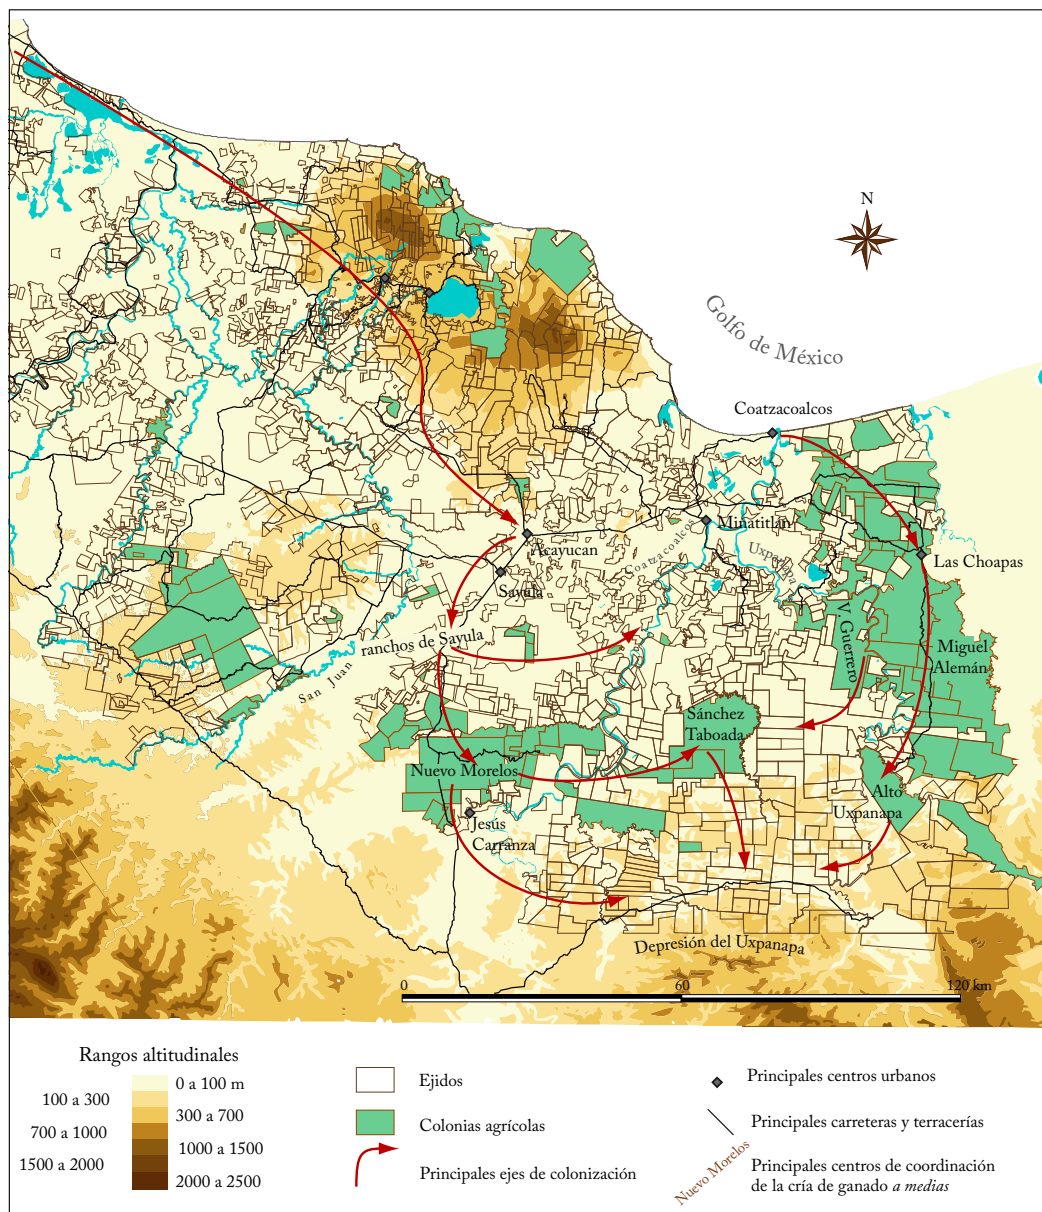 N
Golfo de México
Coatzacoalcos
Minatitlán
Acayucan
Coatzacoalcos
Uxpanapa
Las Choapas
Sayula
ranchos de Sayula
San Juan
V. Guerrero
Miguel
Alemán
Sánchez
Taboada
Nuevo Morelos
Alto
Uxpanapa
Jesús
Carranza
Depresión del Uxpanapa
0
60
120 km
Rangos altitudinales
0 a 100 m
100 a 300
300 a 700
700 a 1000
1000 a 1500
1500 a 2000
2000 a 2500
Ejidos
Colonias agrícolas
Principales ejes de colonización
Principales centros urbanos
Principales carreteras y terracerías
Nuevo Morelos
Principales centros de coordinación
de la cría de ganado a medias